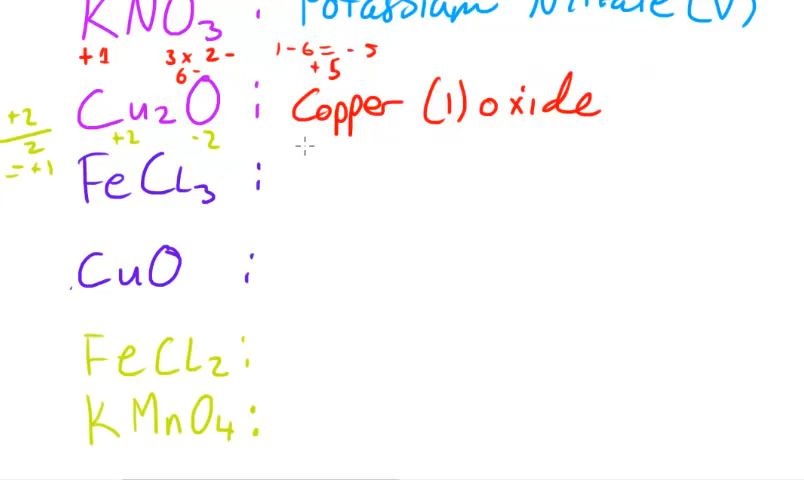 KNO3 : Potassium Nitrate (V)
+1 3 x 2 - 1 - 6 = - 5
6 - + 5
Cu2O : Copper (I) oxide
+2 +2 -2
2
= +1
FeCl3 :
CuO :
FeCl2 :
KMnO4 :